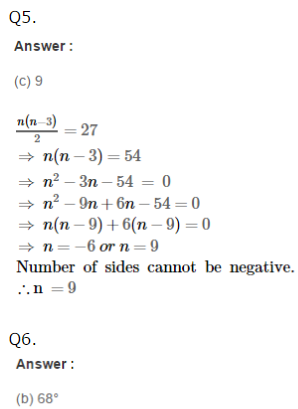 Q5.
Answer :
(c) 9
n(n−3)/2 = 27
⇒ n(n − 3) = 54
⇒ n² − 3n − 54 = 0
⇒ n² − 9n + 6n − 54 = 0
⇒ n(n − 9) + 6(n − 9) = 0
⇒ n = −6 or n = 9
Number of sides cannot be negative.
∴n = 9
Q6.
Answer :
(b) 68°